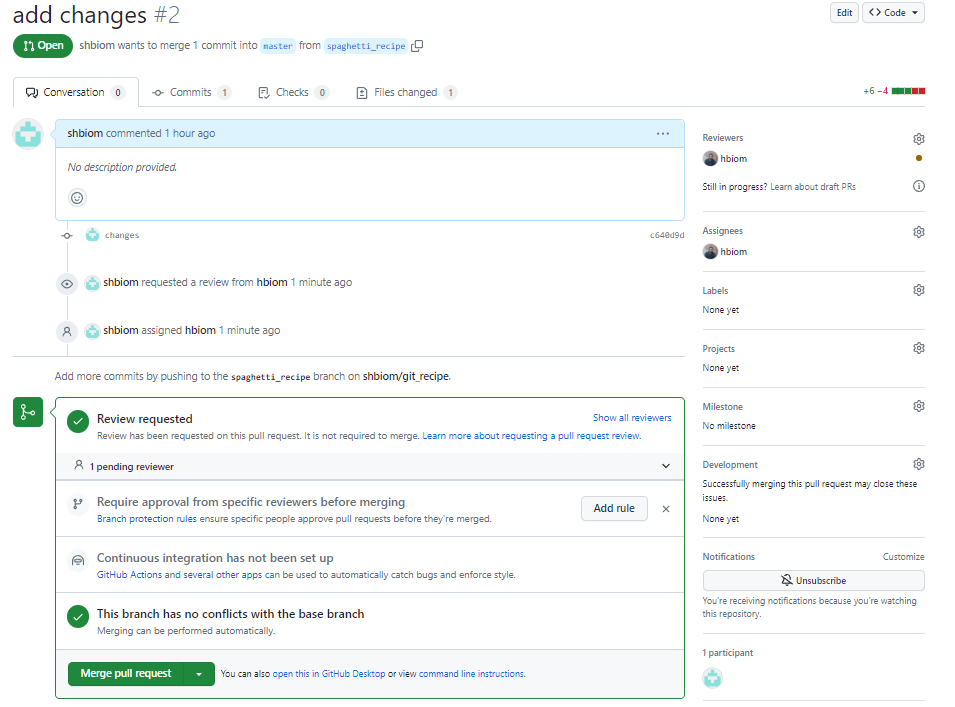 add changes #2
Edit
Code
Open
shbiom wants to merge 1 commit into master from spaghetti_recipe
Conversation 0
Commits 1
Checks 0
Files changed 1
+6 −4
shbiom commented 1 hour ago
No description provided.
changes
c640d9d
shbiom requested a review from hbiom 1 minute ago
shbiom assigned hbiom 1 minute ago
Add more commits by pushing to the spaghetti_recipe branch on shbiom/git_recipe.
Review requested
Show all reviewers
Review has been requested on this pull request. It is not required to merge. Learn more about requesting a pull request review.
1 pending reviewer
Require approval from specific reviewers before merging
Branch protection rules ensure specific people approve pull requests before they're merged.
Add rule
Continuous integration has not been set up
GitHub Actions and several other apps can be used to automatically catch bugs and enforce style.
This branch has no conflicts with the base branch
Merging can be performed automatically.
Merge pull request
You can also open this in GitHub Desktop or view command line instructions.
Reviewers
hbiom
Still in progress? Learn about draft PRs
Assignees
hbiom
Labels
None yet
Projects
None yet
Milestone
No milestone
Development
Successfully merging this pull request may close these
issues.
None yet
Notifications
Customize
Unsubscribe
You're receiving notifications because you're watching
this repository.
1 participant